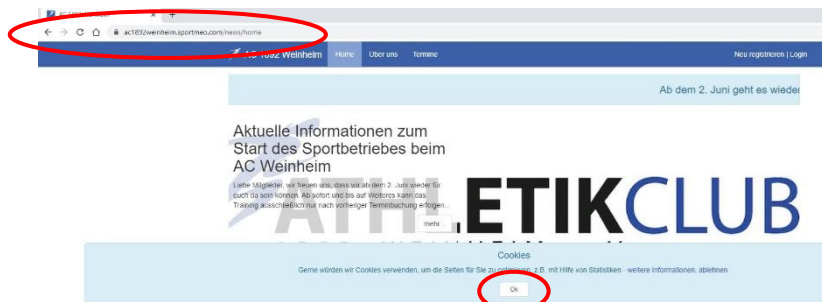 AC 1892 Weinheim
ac1892weinheim.sportmeo.com/news/home
AC 1892 Weinheim Home Über uns Termine Neu registrieren | Login
Ab dem 2. Juni geht es wieder
Aktuelle Informationen zum
Start des Sportbetriebes beim
AC Weinheim
Liebe Mitglieder, wir freuen uns, dass wir ab dem 2. Juni wieder für
euch da sein können. Ab sofort und bis auf Weiteres kann das
Training ausschließlich nur nach vorheriger Terminbuchung erfolgen...
mehr
ATHLETIKCLUB
Cookies
Gerne würden wir Cookies verwenden, um die Seiten für Sie zu optimieren, z.B. mit Hilfe von Statistiken - weitere Informationen, ablehnen
Ok